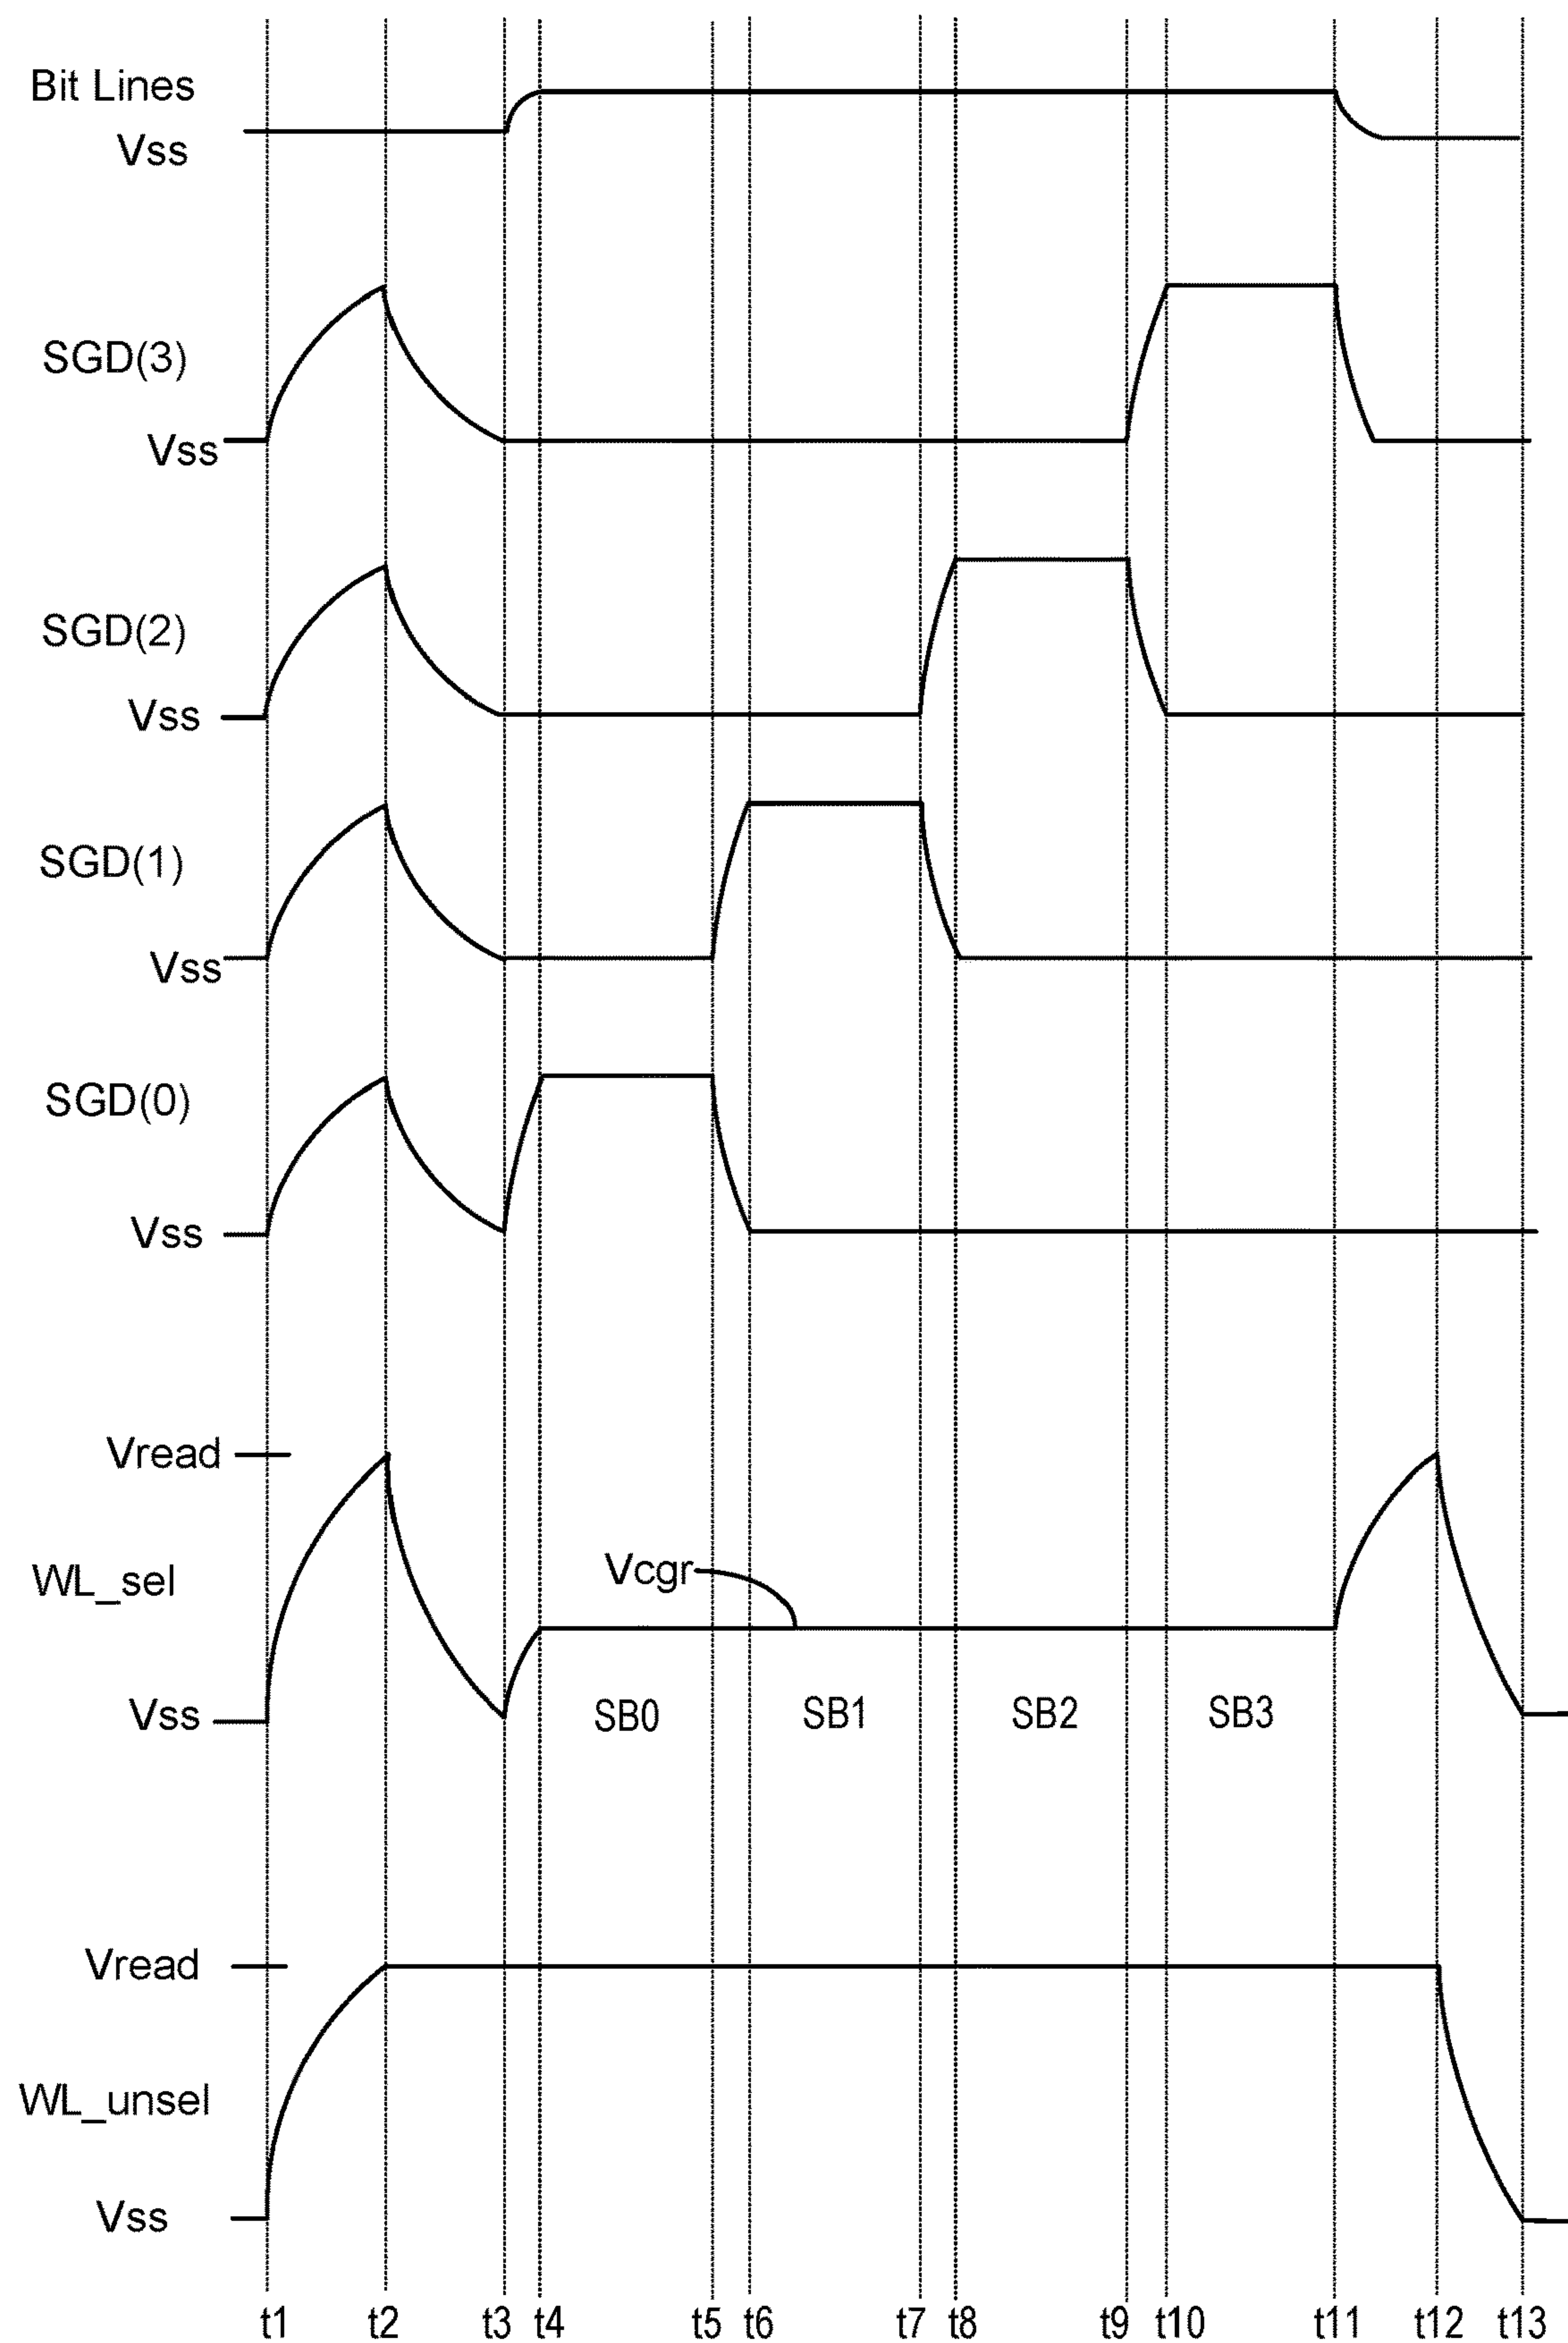 Bit Lines
Vss
SGD(3)
Vss
SGD(2)
Vss
SGD(1)
Vss
SGD(0)
Vss
Vread
WL_sel
Vcgr
Vss
SB0 SB1 SB2 SB3
Vread
WL_unsel
Vss
t1 t2 t3 t4 t5 t6 t7 t8 t9 t10 t11 t12 t13